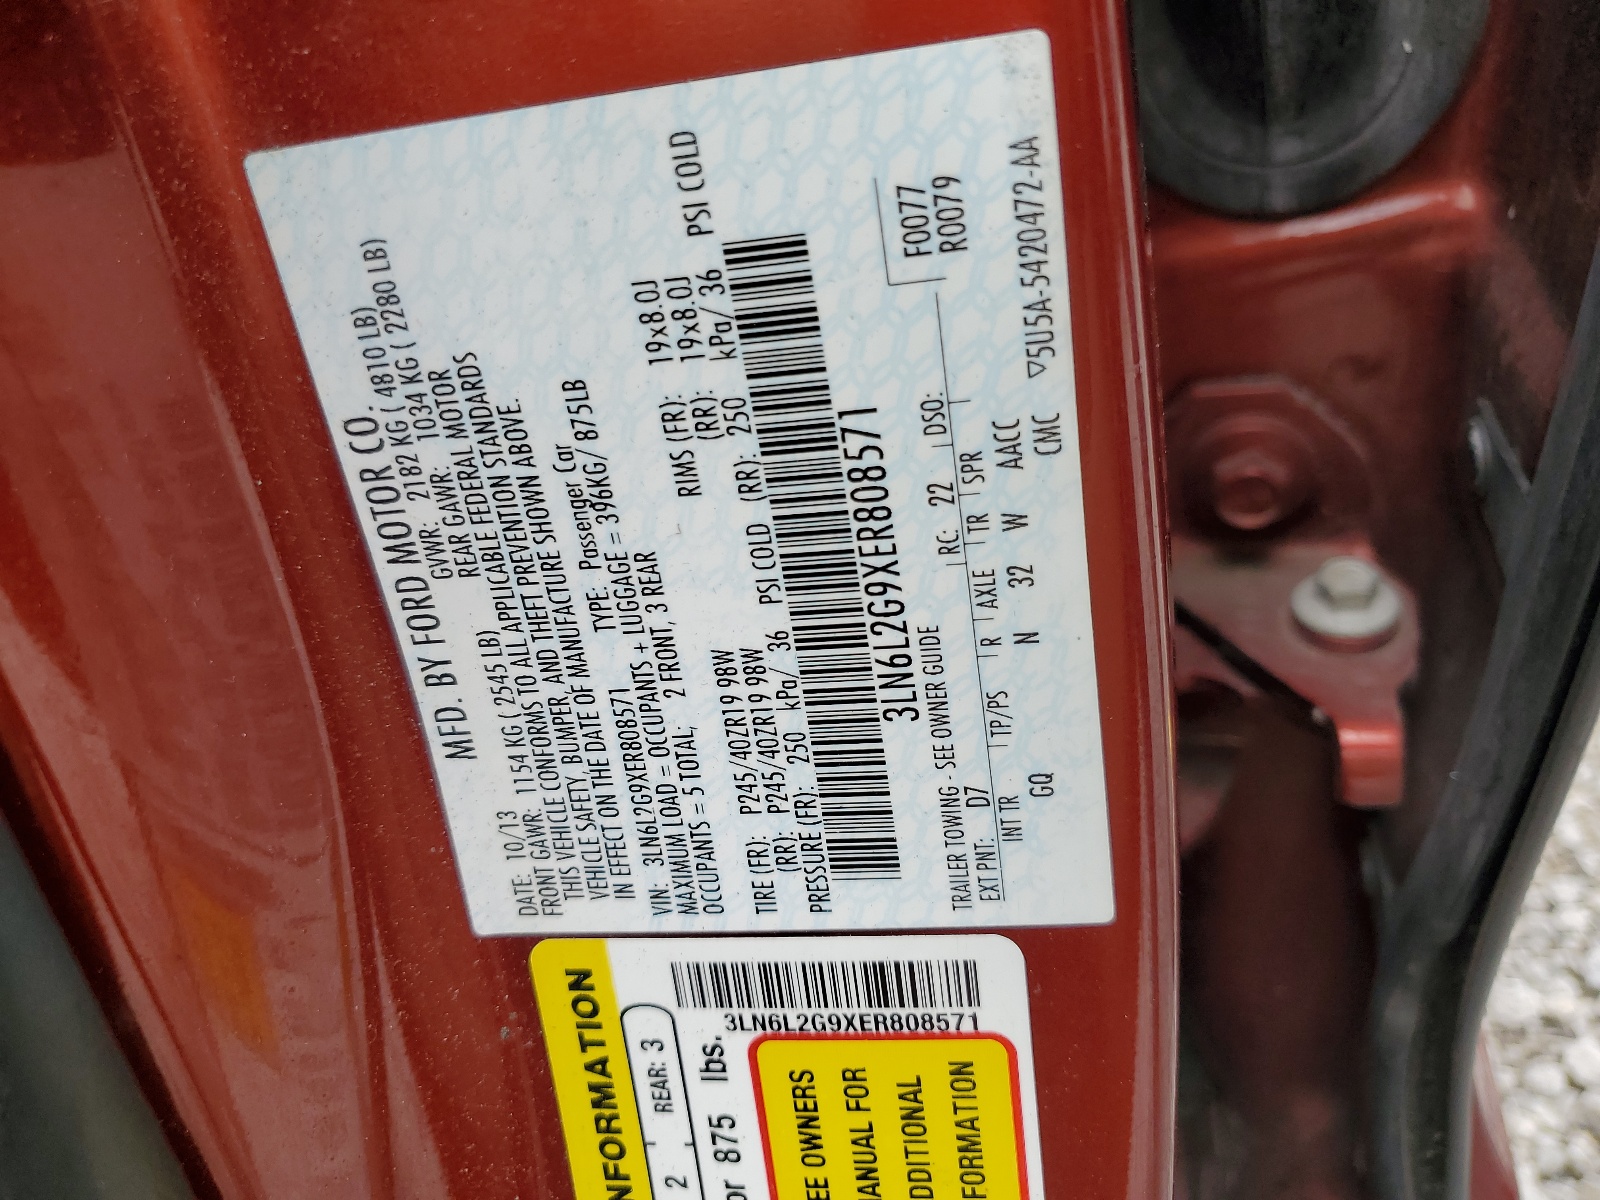 MFD. BY FORD MOTOR CO.
DATE: 10/13 GVWR: 2182 KG ( 4810 LB)
FRONT GAWR: 1154 KG ( 2545 LB) REAR GAWR: 1034 KG ( 2280 LB)
THIS VEHICLE CONFORMS TO ALL APPLICABLE FEDERAL MOTOR
VEHICLE SAFETY, BUMPER, AND THEFT PREVENTION STANDARDS
IN EFFECT ON THE DATE OF MANUFACTURE SHOWN ABOVE.
VIN: 3LN6L2G9XER808571 TYPE: Passenger Car
MAXIMUM LOAD = OCCUPANTS + LUGGAGE = 396KG/ 875LB
OCCUPANTS = 5 TOTAL, 2 FRONT, 3 REAR
TIRE (FR): P245/40ZR19 98W RIMS (FR): 19x8.0J
(RR): P245/40ZR19 98W (RR): 19x8.0J
PRESSURE (FR): 250 kPa/ 36 PSI COLD (RR): 250 kPa/ 36 PSI COLD
3LN6L2G9XER808571
F0077
R0079
TRAILER TOWING - SEE OWNER GUIDE
EXT PNT: D7 RC: 22 DSO:
INT TR TP/PS R AXLE TR SPR
GQ N 32 W AACC
CMC ▽5U5A-5420472-AA
NFORMATION
2 REAR: 3
or 875 lbs.
3LN6L2G9XER808571
EE OWNERS
ANUAL FOR
DDITIONAL
FORMATION